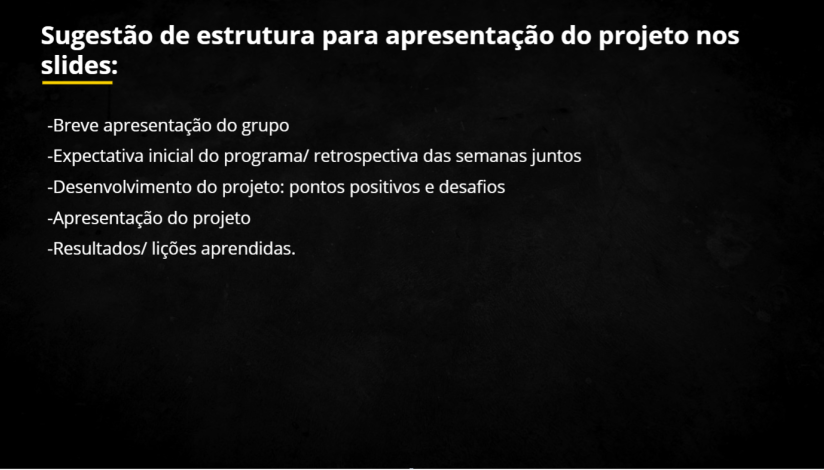 Sugestão de estrutura para apresentação do projeto nos
slides:
-Breve apresentação do grupo
-Expectativa inicial do programa/ retrospectiva das semanas juntos
-Desenvolvimento do projeto: pontos positivos e desafios
-Apresentação do projeto
-Resultados/ lições aprendidas.